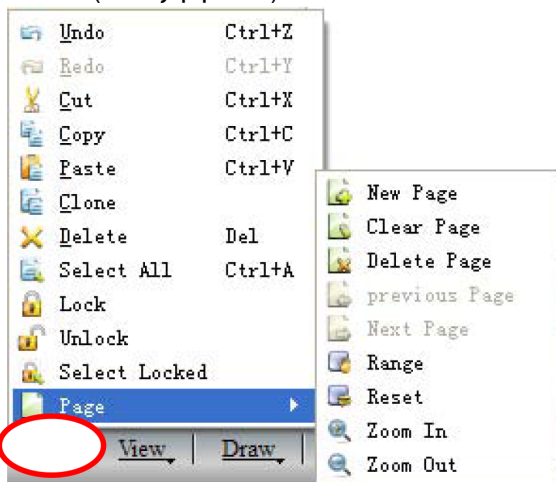 Undo Ctrl+Z
Redo Ctrl+Y
Cut Ctrl+X
Copy Ctrl+C
Paste Ctrl+V
Clone
Delete Del
Select All Ctrl+A
Lock
Unlock
Select Locked
Page
New Page
Clear Page
Delete Page
previous Page
Next Page
Range
Reset
Zoom In
Zoom Out
View
Draw